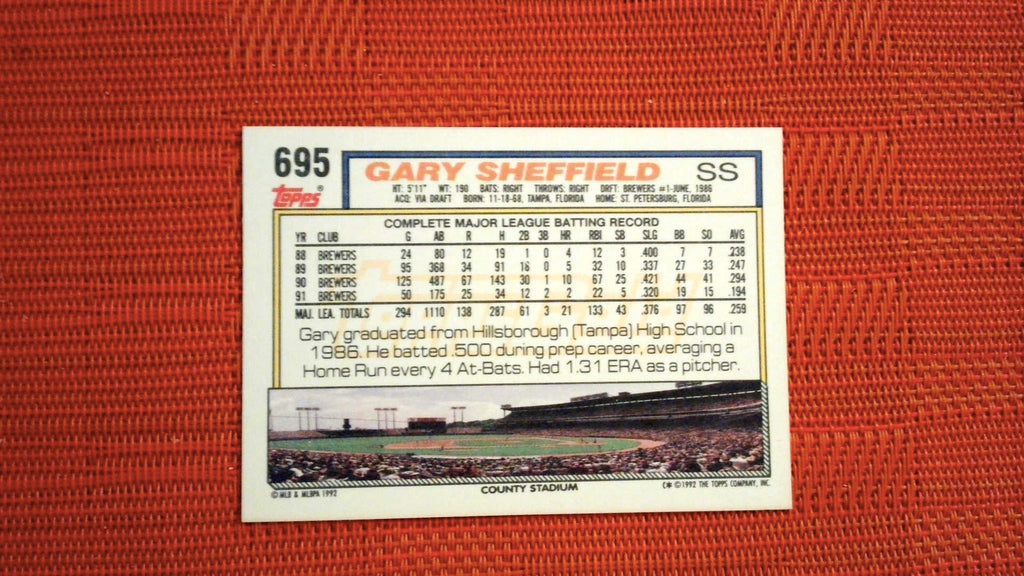 695
GARY SHEFFIELD SS
Topps®
HT: 5'11" WT: 190 BATS: RIGHT THROWS: RIGHT DRFT: BREWERS #1-JUNE, 1986
ACQ: VIA DRAFT BORN: 11-18-68, TAMPA, FLORIDA HOME: ST. PETERSBURG, FLORIDA
COMPLETE MAJOR LEAGUE BATTING RECORD
YR CLUB G AB R H 2B 3B HR RBI SB SLG BB SO AVG
88 BREWERS 24 80 12 19 1 0 4 12 3 .400 7 7 .238
89 BREWERS 95 368 34 91 18 0 5 32 10 .337 27 33 .247
90 BREWERS 125 487 67 143 30 1 10 67 25 .421 44 41 .294
91 BREWERS 50 175 25 34 12 2 2 22 5 .320 19 15 .194
MAJ. LEA. TOTALS 294 1110 138 287 61 3 21 133 43 .376 97 96 .259
Gary graduated from Hillsborough (Tampa) High School in
1986. He batted .500 during prep career, averaging a
Home Run every 4 At-Bats. Had 1.31 ERA as a pitcher.
©MLB & MLBPA 1992
COUNTY STADIUM
C* ©1992 THE TOPPS COMPANY, INC.